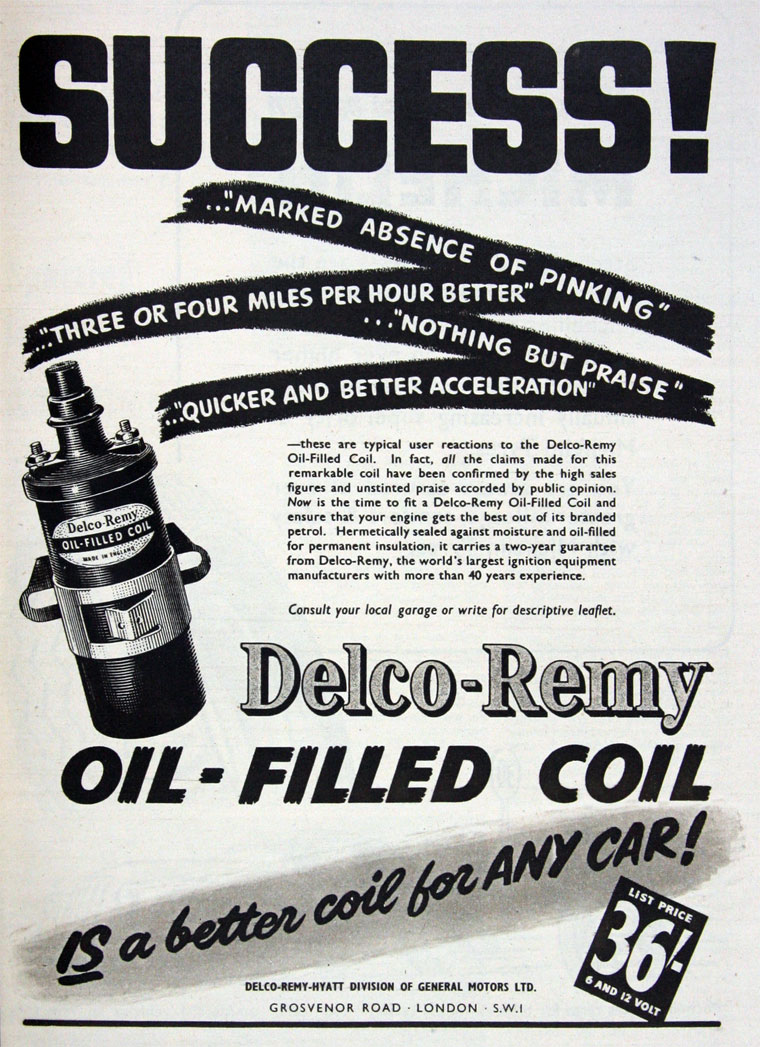 SUCCESS!
..."MARKED ABSENCE OF PINKING"
..."THREE OR FOUR MILES PER HOUR BETTER"
..."NOTHING BUT PRAISE"
..."QUICKER AND BETTER ACCELERATION"
—these are typical user reactions to the Delco-Remy
Oil-Filled Coil. In fact, all the claims made for this
remarkable coil have been confirmed by the high sales
figures and unstinted praise accorded by public opinion.
Now is the time to fit a Delco-Remy Oil-Filled Coil and
ensure that your engine gets the best out of its branded
petrol. Hermetically sealed against moisture and oil-filled
for permanent insulation, it carries a two-year guarantee
from Delco-Remy, the world's largest ignition equipment
manufacturers with more than 40 years experience.
Consult your local garage or write for descriptive leaflet.
Delco-Remy
OIL-FILLED COIL
MADE IN ENGLAND
Delco-Remy
OIL-FILLED COIL
IS a better coil for ANY CAR!
LIST PRICE
36/-
6 AND 12 VOLT
DELCO-REMY-HYATT DIVISION OF GENERAL MOTORS LTD.
GROSVENOR ROAD · LONDON · S.W.1